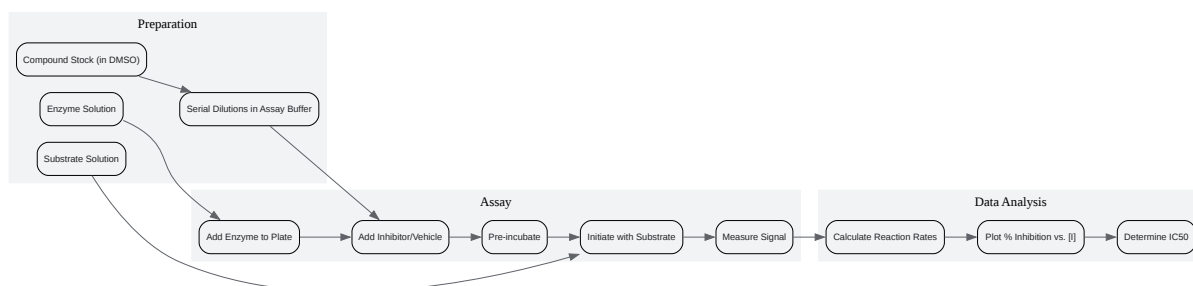 Preparation
Compound Stock (in DMSO)
Enzyme Solution
Serial Dilutions in Assay Buffer
Substrate Solution
Assay
Data Analysis
Add Enzyme to Plate
Add Inhibitor/Vehicle
Pre-incubate
Initiate with Substrate
Measure Signal
Calculate Reaction Rates
Plot % Inhibition vs. [I]
Determine IC50